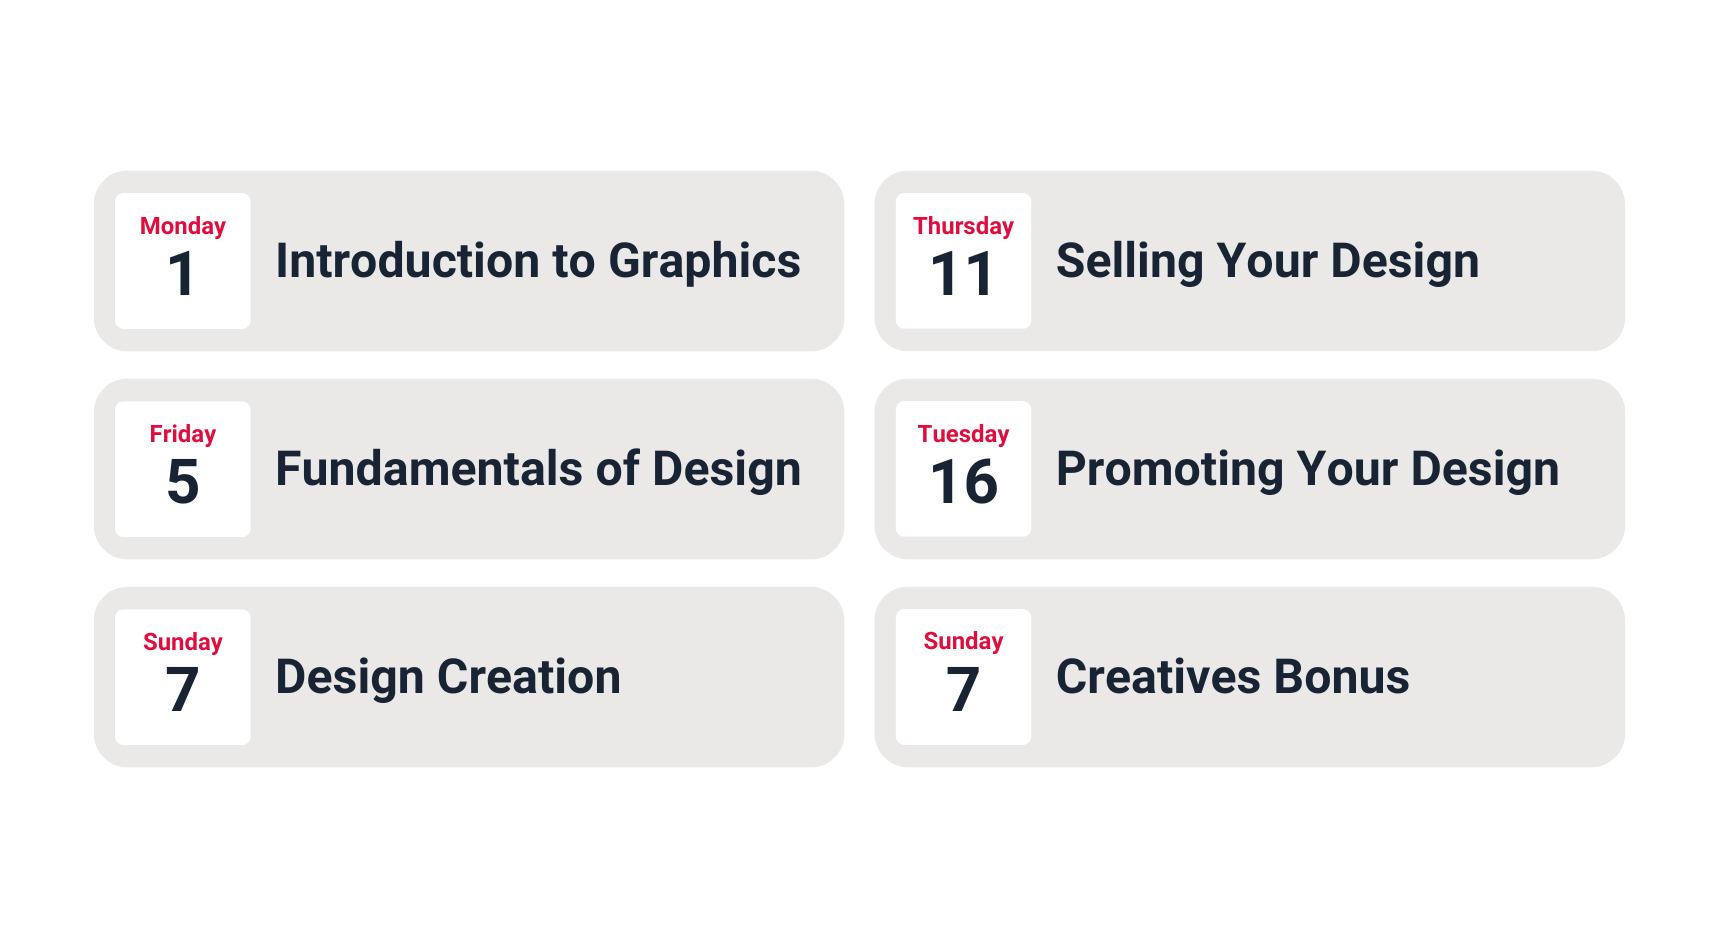 Monday
1
Introduction to Graphics
Friday
5
Fundamentals of Design
Sunday
7
Design Creation
Thursday
11
Selling Your Design
Tuesday
16
Promoting Your Design
Sunday
7
Creatives Bonus